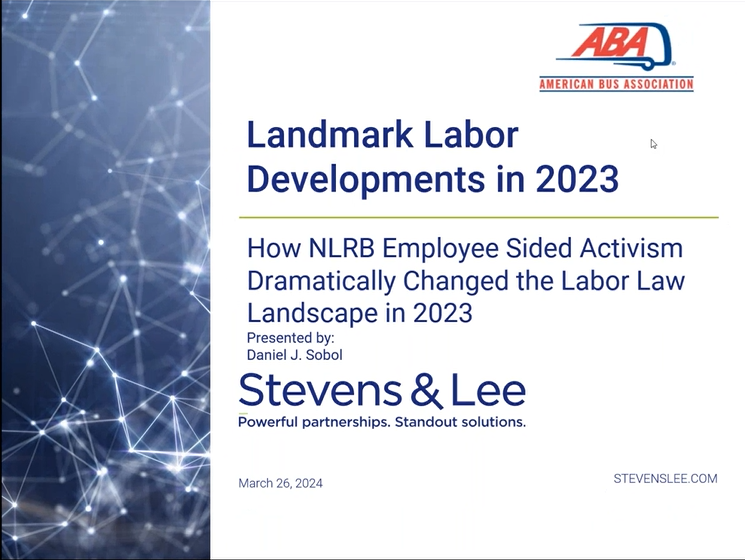 ABA
AMERICAN BUS ASSOCIATION
Landmark Labor
Developments in 2023
How NLRB Employee Sided Activism
Dramatically Changed the Labor Law
Landscape in 2023
Presented by:
Daniel J. Sobol
Stevens & Lee
Powerful partnerships. Standout solutions.
March 26, 2024
STEVENSLEE.COM